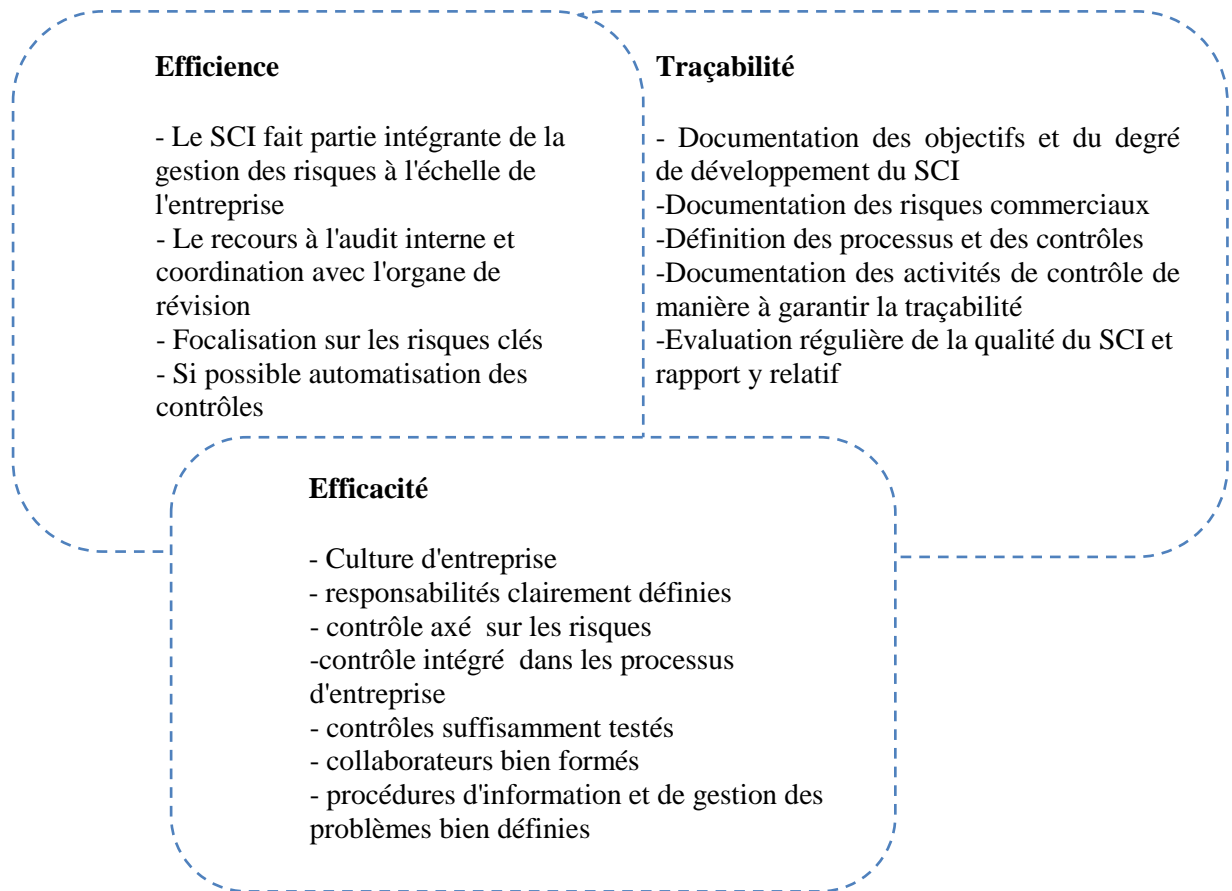 Efficience
- Le SCI fait partie intégrante de la
gestion des risques à l'échelle de
l'entreprise
- Le recours à l'audit interne et
coordination avec l'organe de
révision
- Focalisation sur les risques clés
- Si possible automatisation des
contrôles
Traçabilité
- Documentation des objectifs et du degré
de développement du SCI
-Documentation des risques commerciaux
-Définition des processus et des contrôles
-Documentation des activités de contrôle de
manière à garantir la traçabilité
-Evaluation régulière de la qualité du SCI et
rapport y relatif
Efficacité
- Culture d'entreprise
- responsabilités clairement définies
- contrôle axé  sur les risques
-contrôle intégré  dans les processus
d'entreprise
- contrôles suffisamment testés
- collaborateurs bien formés
- procédures d'information et de gestion des
problèmes bien définies